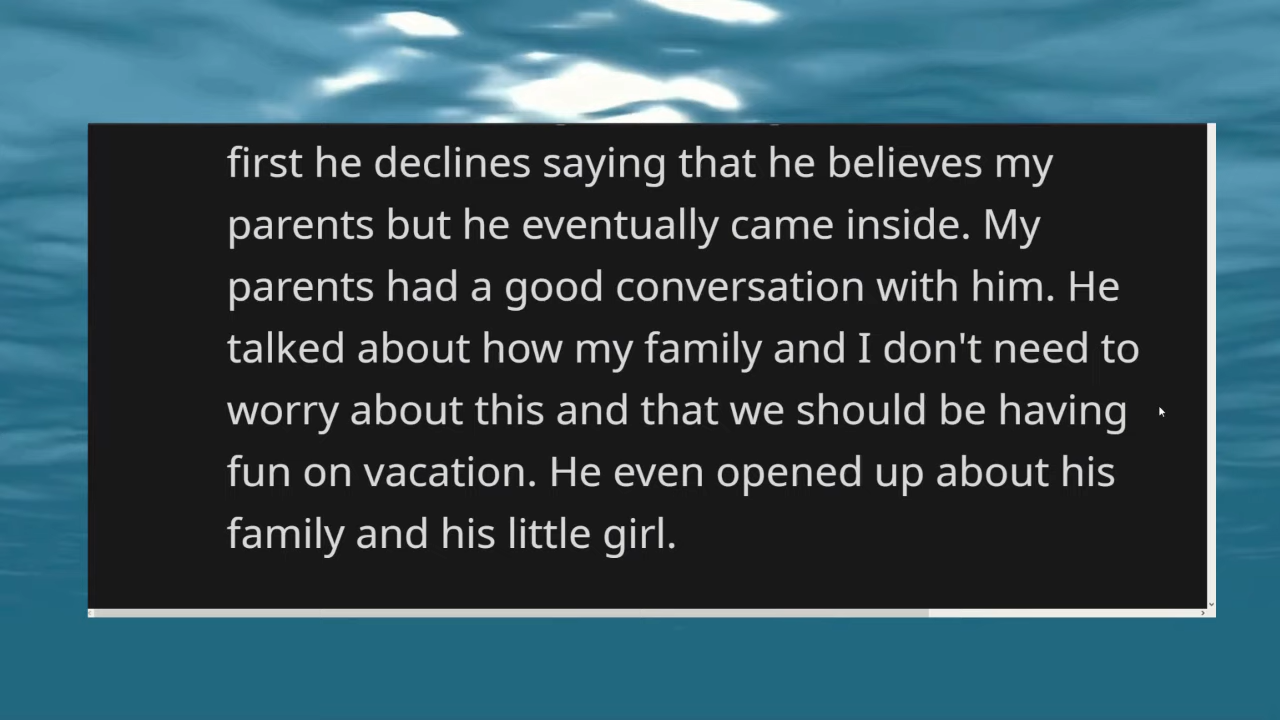 first he declines saying that he believes my
parents but he eventually came inside. My
parents had a good conversation with him. He
talked about how my family and I don't need to
worry about this and that we should be having
fun on vacation. He even opened up about his
family and his little girl.